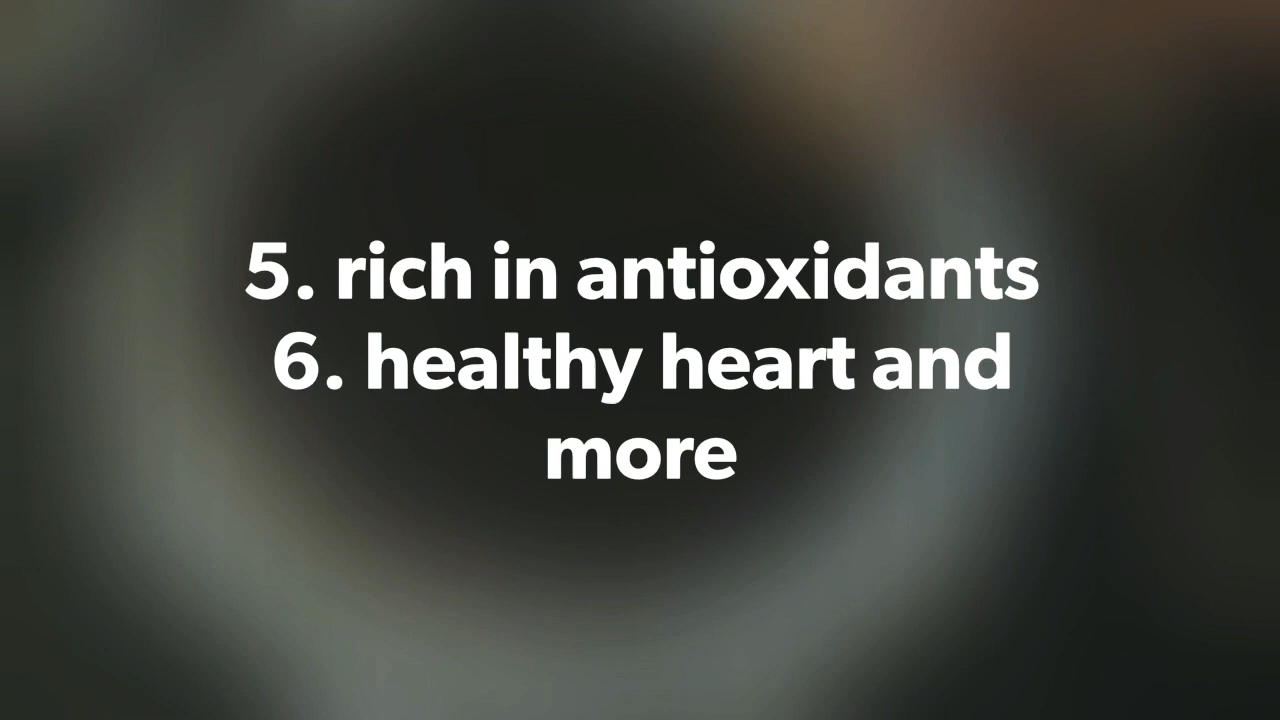 5. rich in antioxidants
6. healthy heart and
more